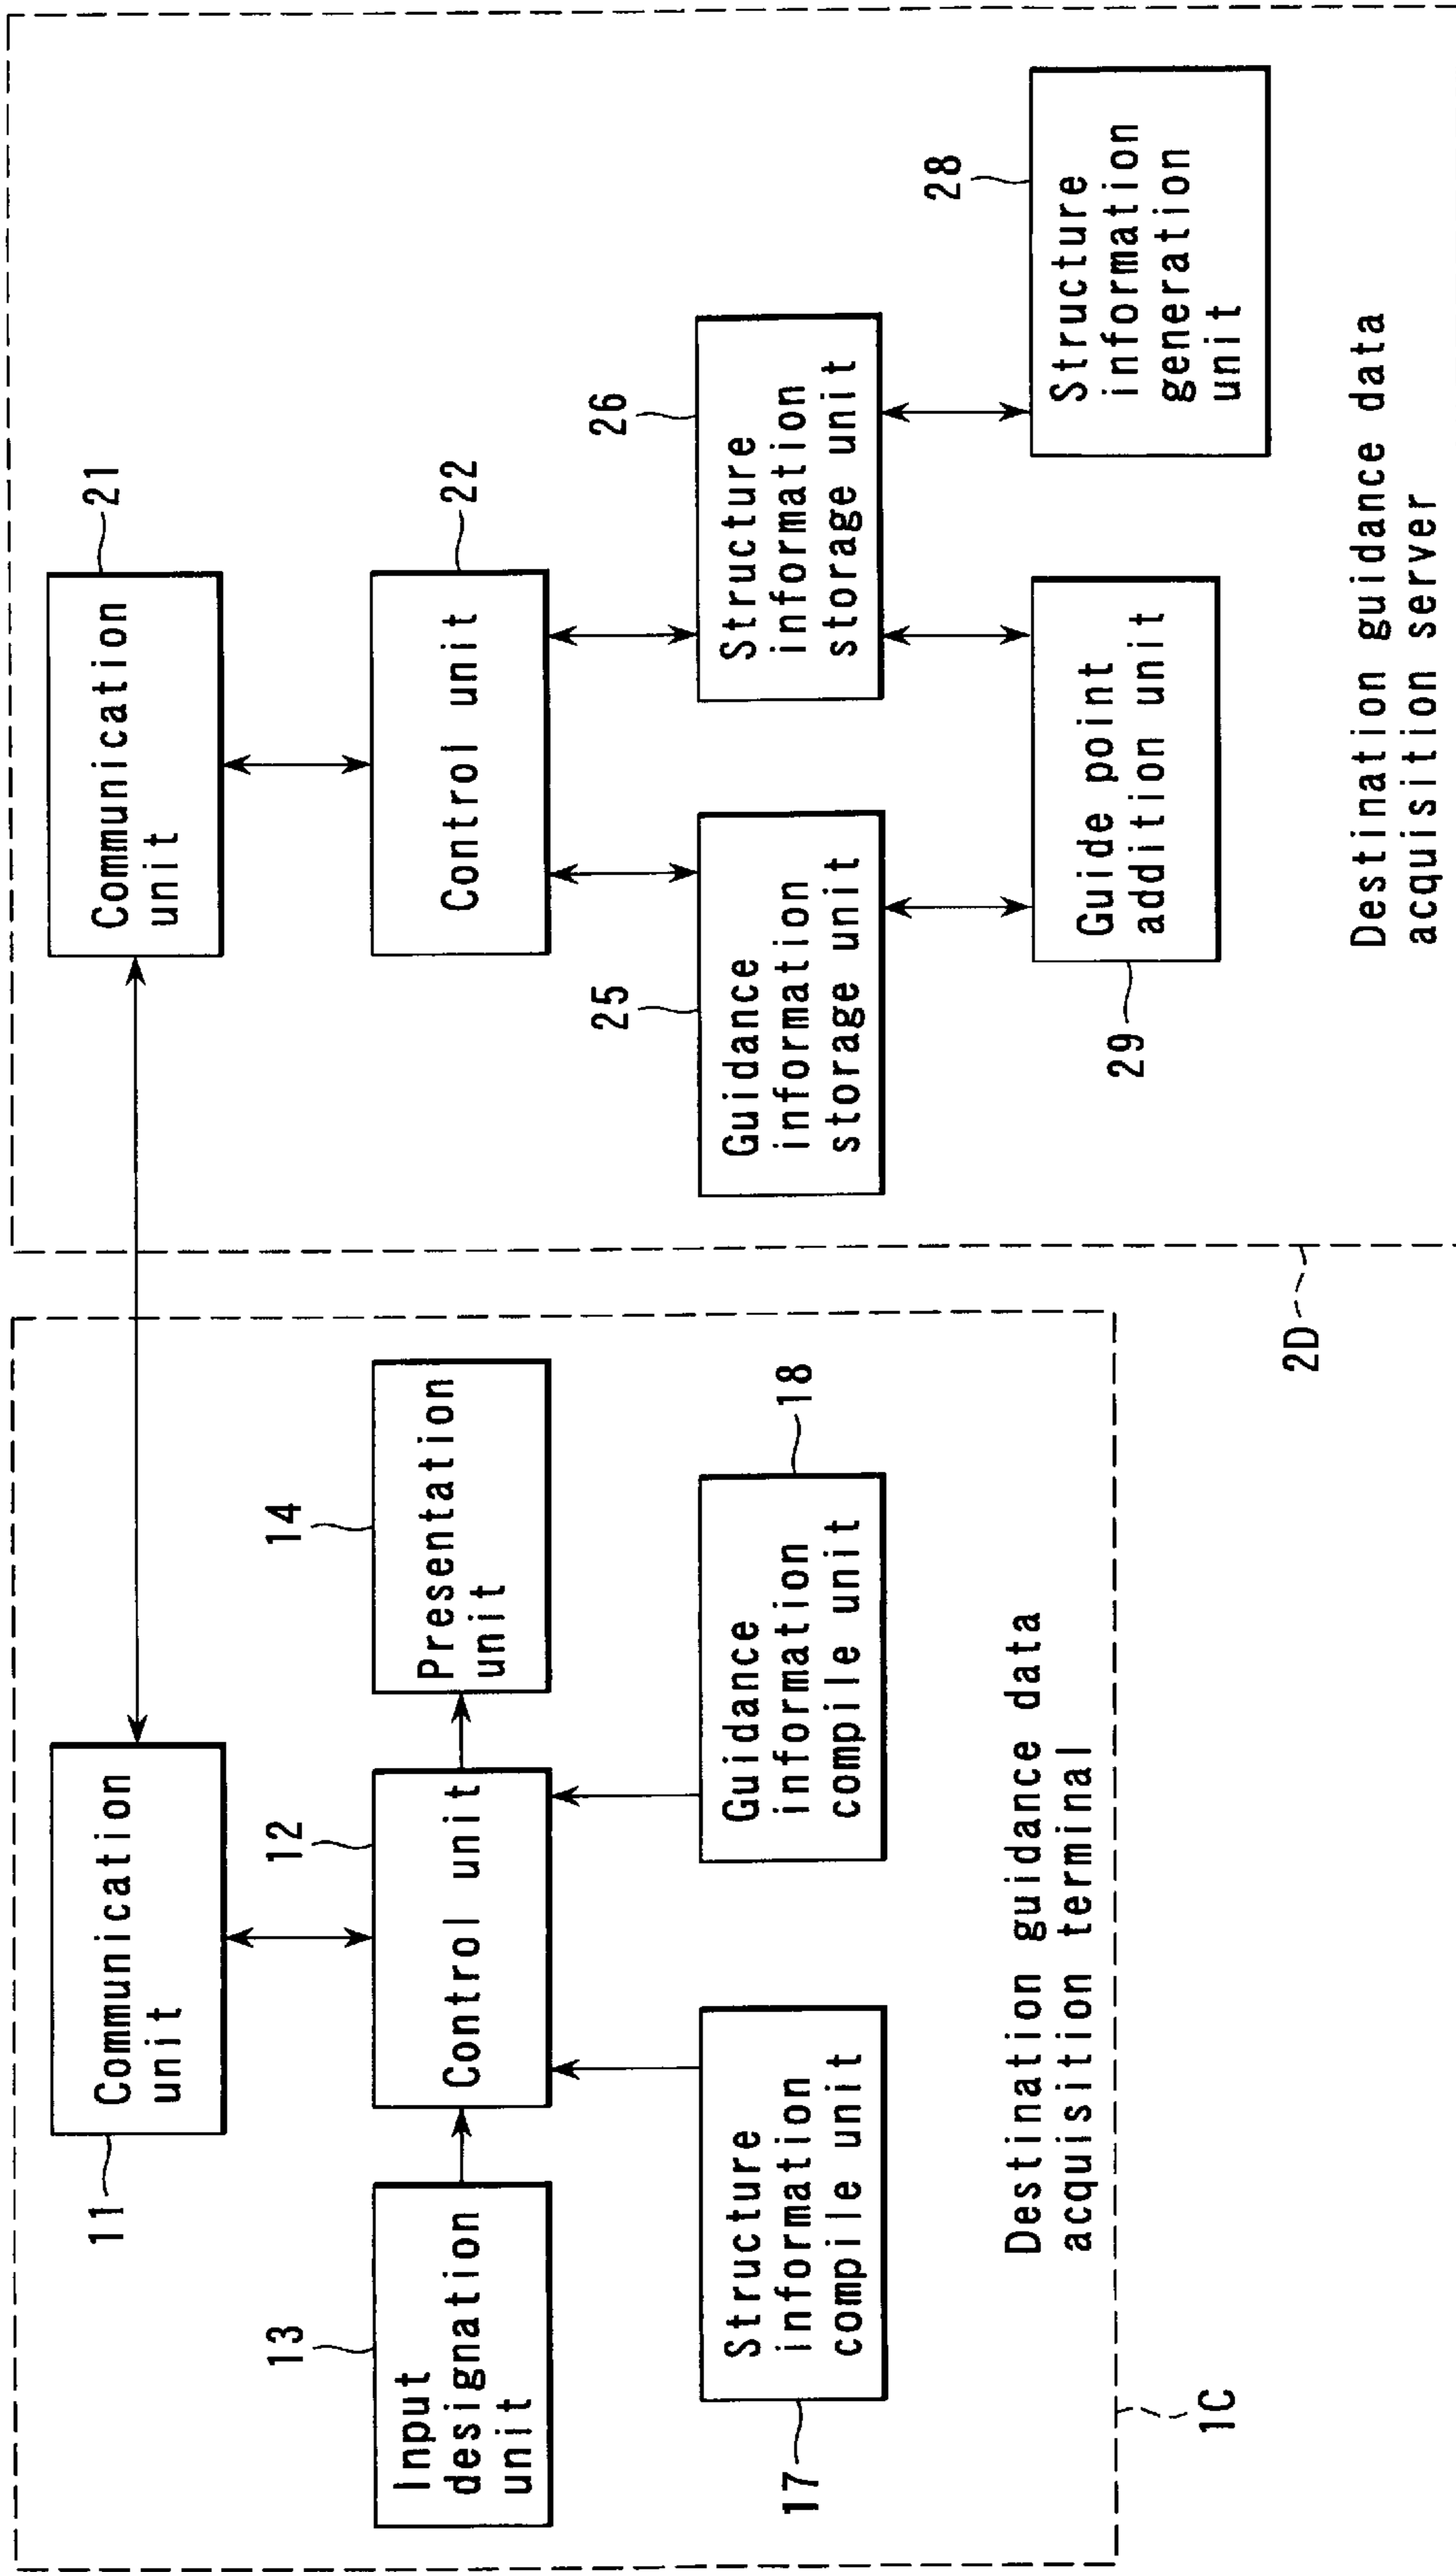 11
Communication
unit
13
Input
designation
unit
12
Control unit
14
Presentation
unit
17
Structure
information
compile unit
18
Guidance
information
compile unit
Destination guidance data
acquisition terminal
1C
21
Communication
unit
22
Control unit
25
Guidance
information
storage unit
26
Structure
information
storage unit
29
Guide point
addition unit
28
Structure
information
generation
unit
Destination guidance data
acquisition server
2D